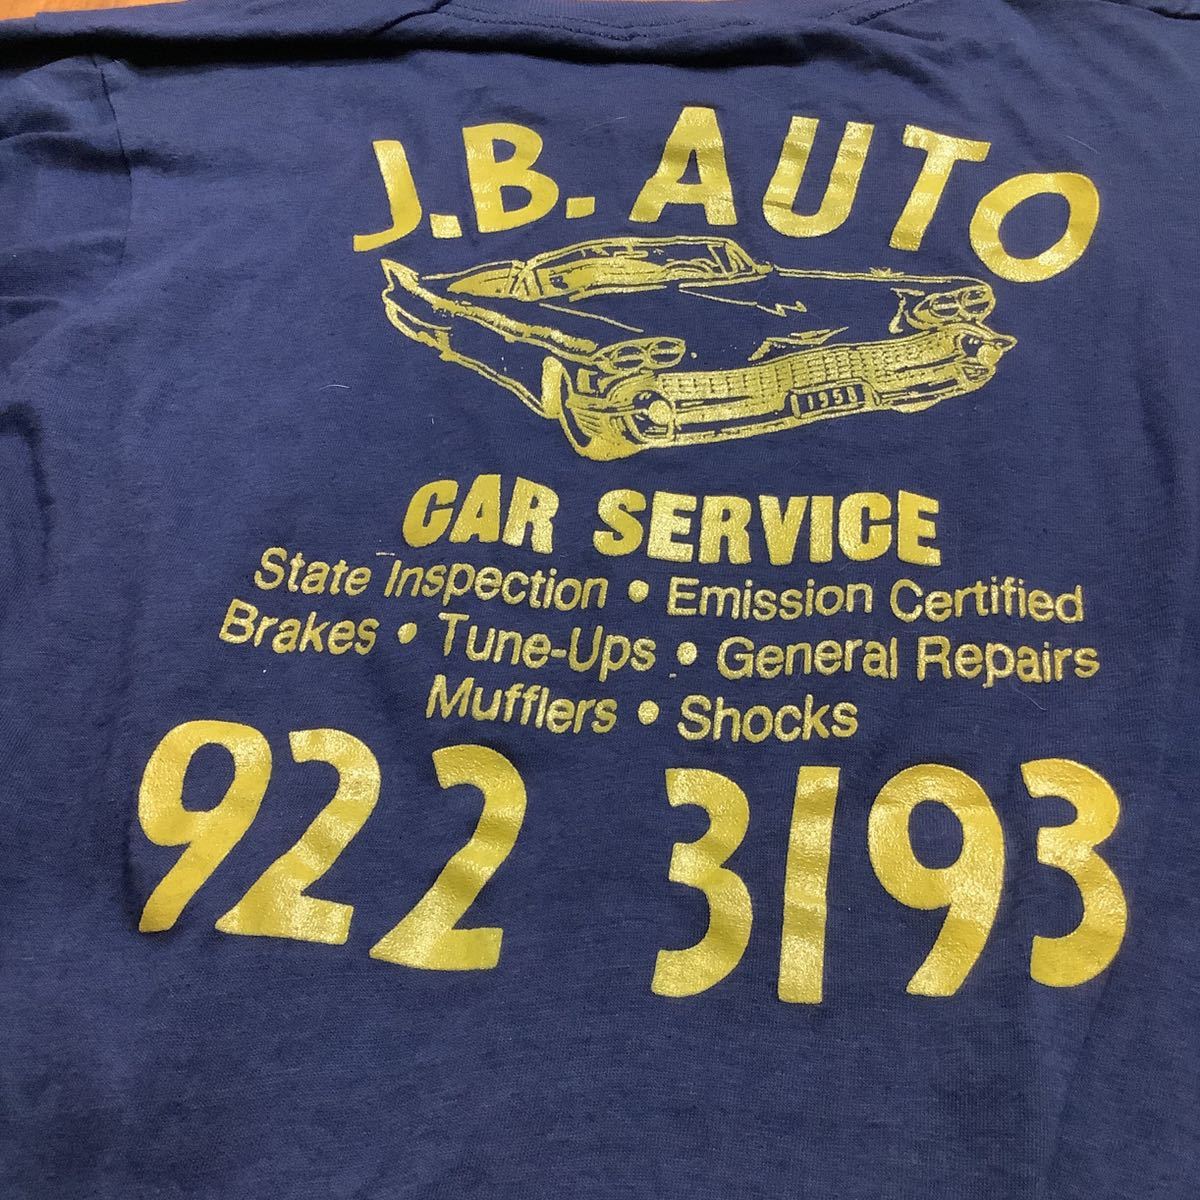 J.B. AUTO
1958
CAR SERVICE
State Inspection • Emission Certified
Brakes • Tune-Ups • General Repairs
Mufflers • Shocks
922 3193